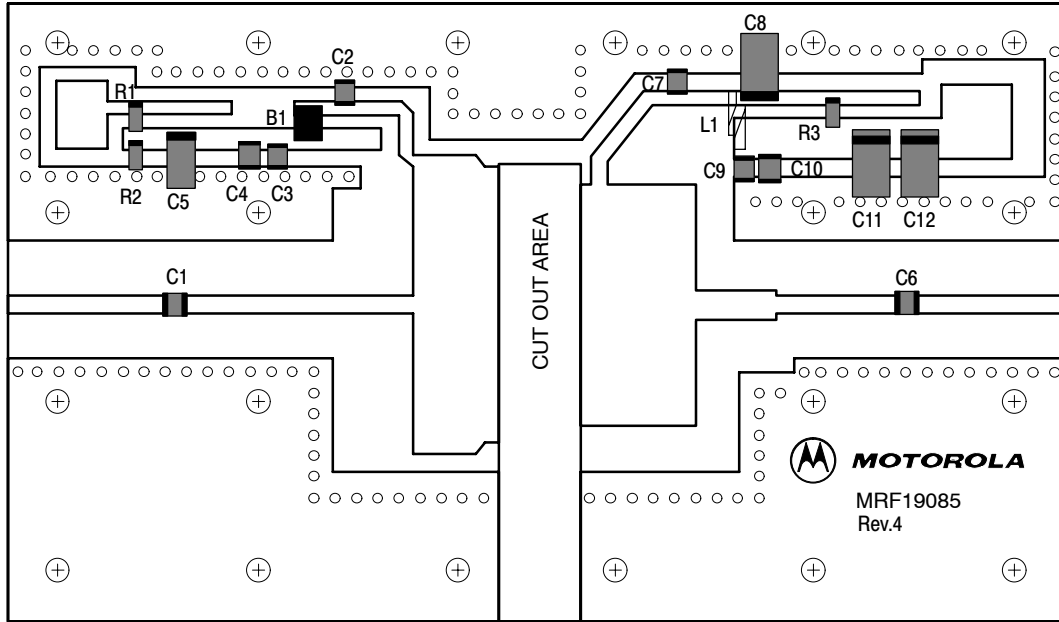 C8
C2
C7
R1
B1
L1
R3
R2
C5
C4
C3
C9
C10
C11
C12
CUT OUT AREA
C1
C6
MOTOROLA
MRF19085
Rev.4